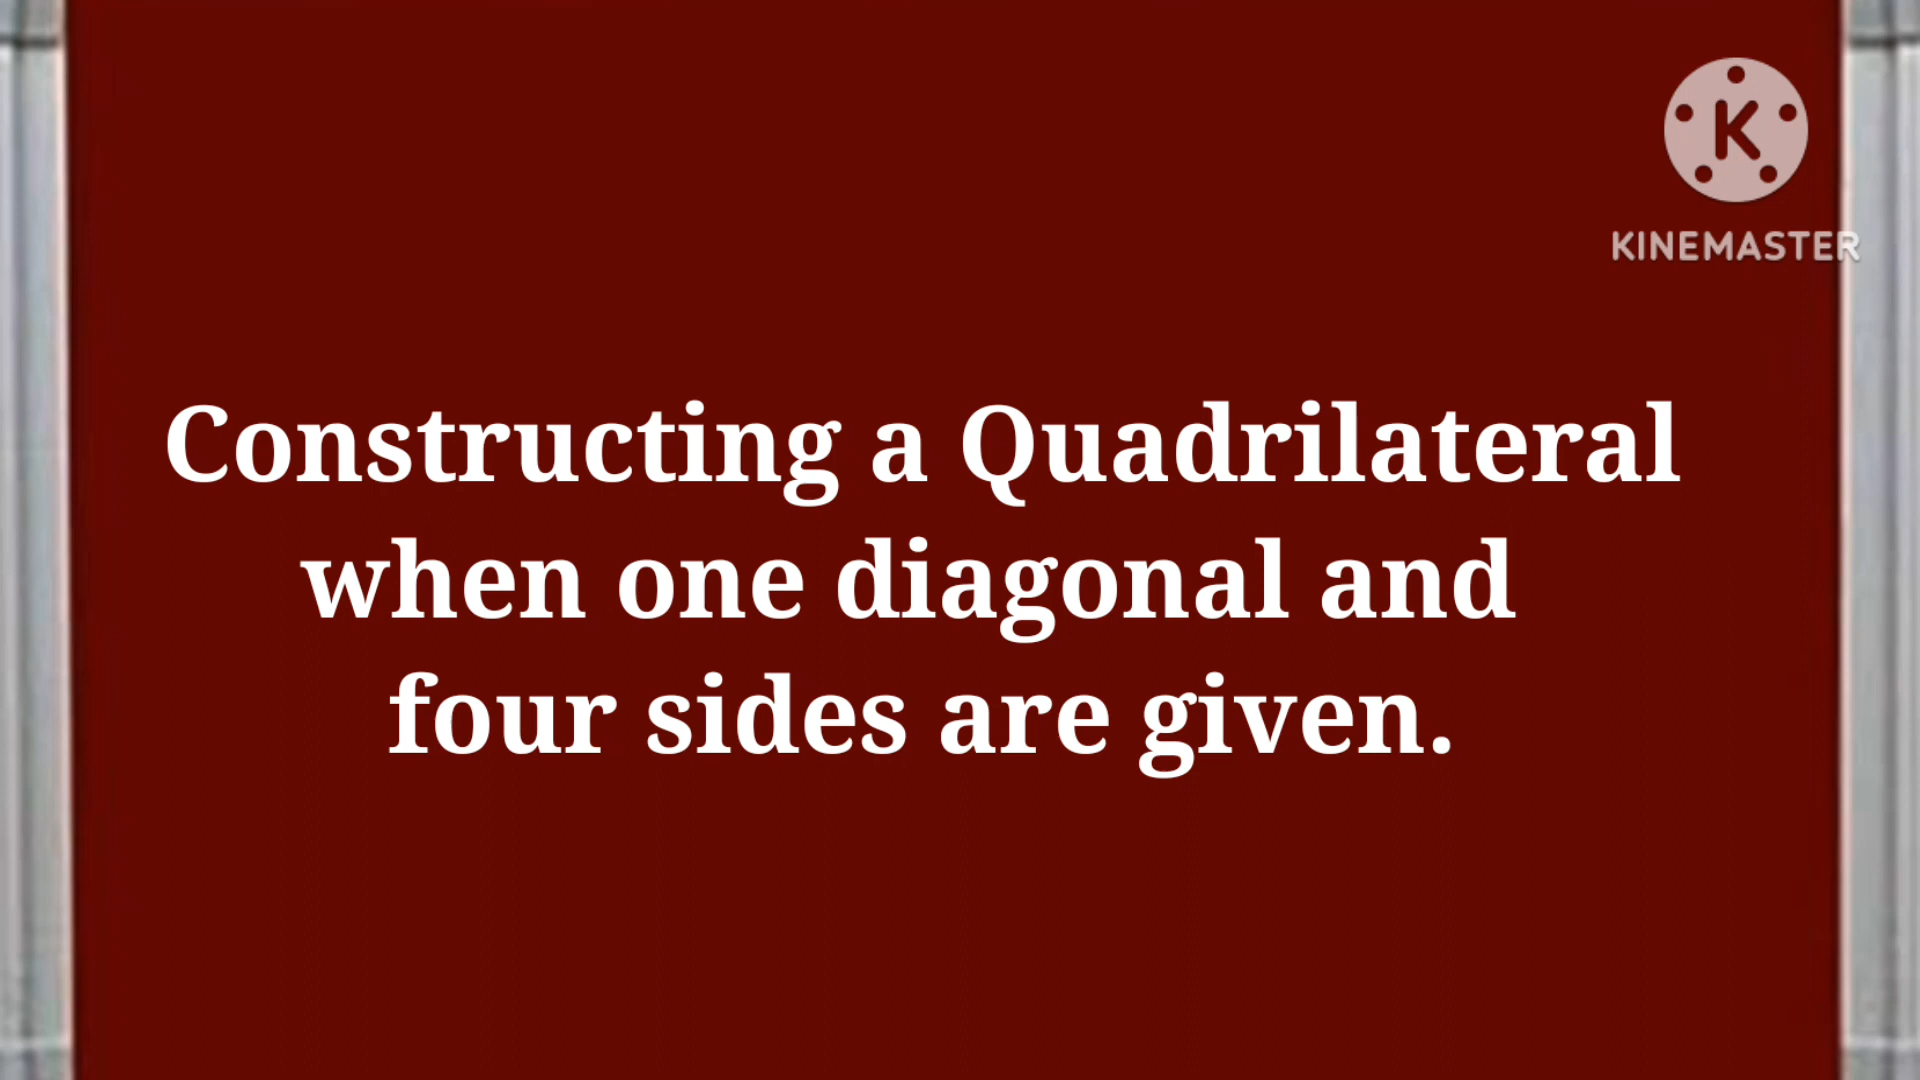 K
KINEMASTER
Constructing a Quadrilateral
when one diagonal and
four sides are given.